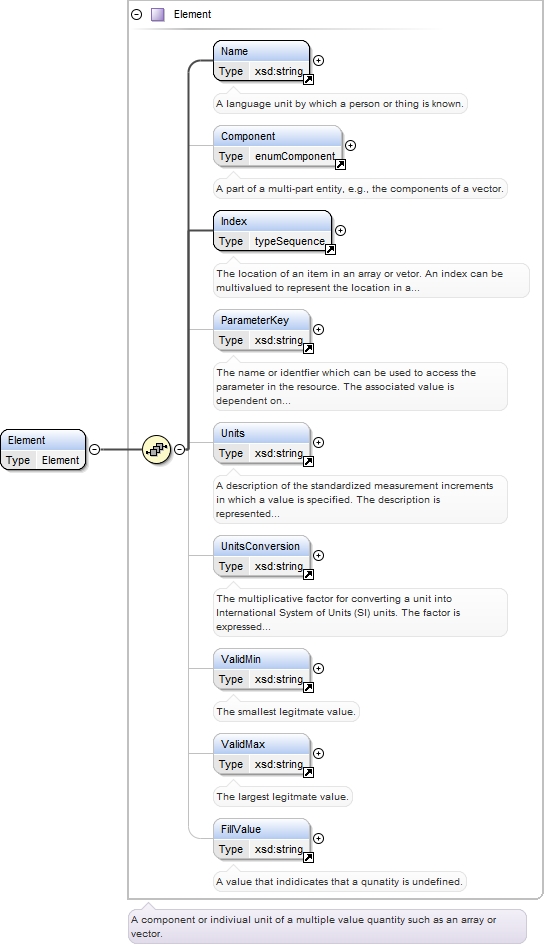 Element
Name
Type xsd:string
A language unit by which a person or thing is known.
Component
Type enumComponent
A part of a multi-part entity, e.g., the components of a vector.
Index
Type typeSequence
The location of an item in an array or vetor. An index can be
multivalued to represent the location in a...
ParameterKey
Type xsd:string
The name or identfier which can be used to access the
parameter in the resource. The associated value is
dependent on...
Element
Type Element
Units
Type xsd:string
A description of the standardized measurement increments
in which a value is specified. The description is
represented...
UnitsConversion
Type xsd:string
The multiplicative factor for converting a unit into
International System of Units (SI) units. The factor is
expressed...
ValidMin
Type xsd:string
The smallest legitmate value.
ValidMax
Type xsd:string
The largest legitmate value.
FillValue
Type xsd:string
A value that indidicates that a qunatity is undefined.
A component or indiviual unit of a multiple value quantity such as an array or
vector.